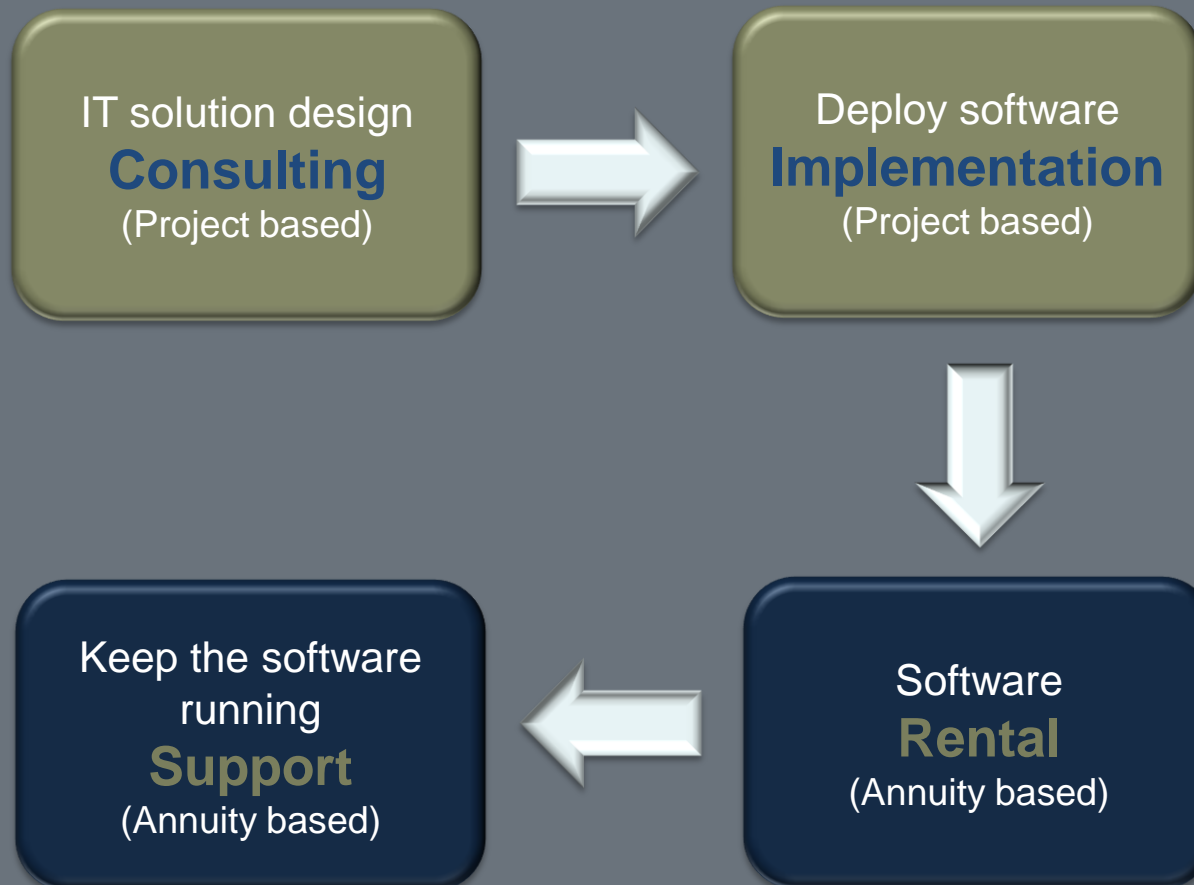 IT solution design
Consulting
(Project based)
Deploy software
Implementation
(Project based)
Software
Rental
(Annuity based)
Keep the software
running
Support
(Annuity based)